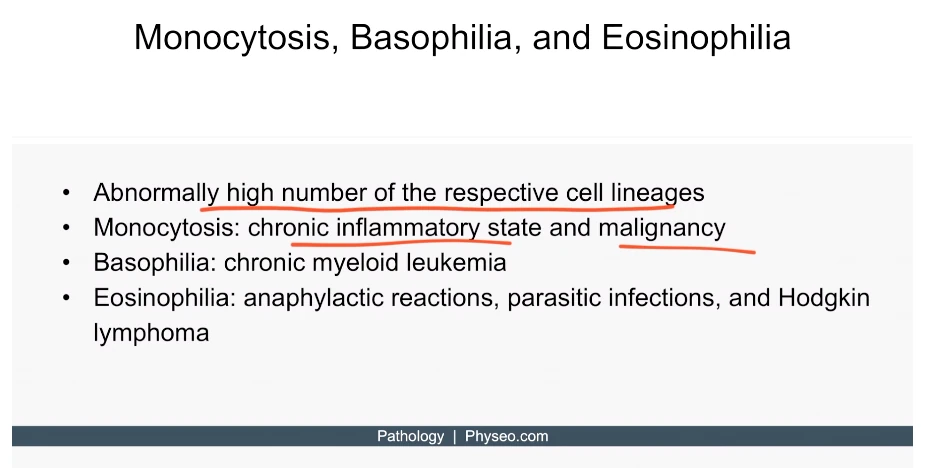 Monocytosis, Basophilia, and Eosinophilia
• Abnormally high number of the respective cell lineages
• Monocytosis: chronic inflammatory state and malignancy
• Basophilia: chronic myeloid leukemia
• Eosinophilia: anaphylactic reactions, parasitic infections, and Hodgkin
lymphoma
Pathology | Physeo.com